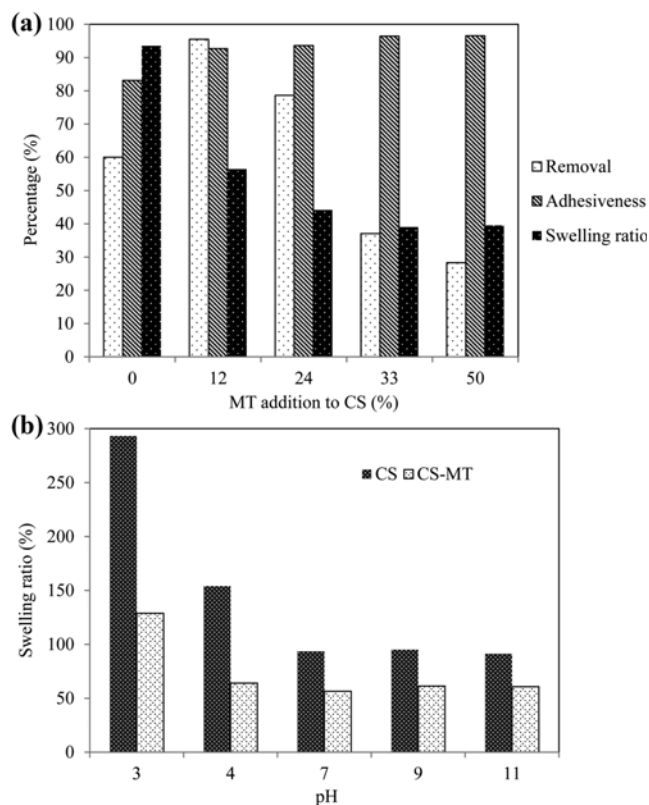 (a)
100
90
80
70
60
50
40
30
20
10
0
Percentage (%)
0 12 24 33 50
MT addition to CS (%)
Removal
Adhesiveness
Swelling ratio
(b)
300
250
200
150
100
50
0
Swelling ratio (%)
CS CS-MT
3 4 7 9 11
pH